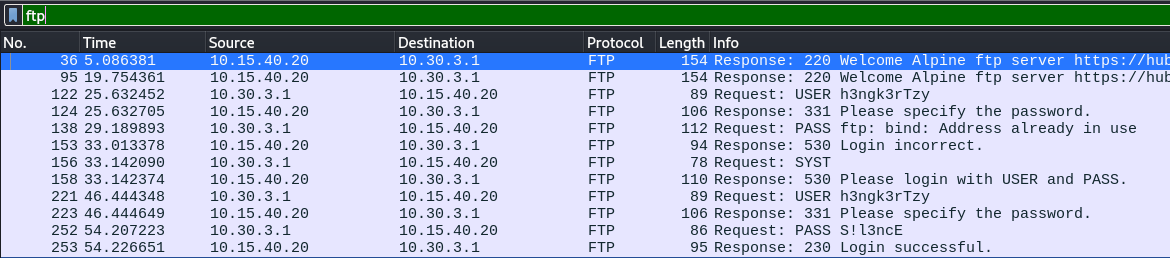 ftp
No. Time Source Destination Protocol Length Info
36 5.086381 10.15.40.20 10.30.3.1 FTP 154 Response: 220 Welcome Alpine ftp server https://hub
95 19.754361 10.15.40.20 10.30.3.1 FTP 154 Response: 220 Welcome Alpine ftp server https://hub
122 25.632452 10.30.3.1 10.15.40.20 FTP 89 Request: USER h3ngk3rTzy
124 25.632705 10.15.40.20 10.30.3.1 FTP 106 Response: 331 Please specify the password.
138 29.189893 10.30.3.1 10.15.40.20 FTP 112 Request: PASS ftp: bind: Address already in use
153 33.013378 10.15.40.20 10.30.3.1 FTP 94 Response: 530 Login incorrect.
156 33.142090 10.30.3.1 10.15.40.20 FTP 78 Request: SYST
158 33.142374 10.15.40.20 10.30.3.1 FTP 110 Response: 530 Please login with USER and PASS.
221 46.444348 10.30.3.1 10.15.40.20 FTP 89 Request: USER h3ngk3rTzy
223 46.444649 10.15.40.20 10.30.3.1 FTP 106 Response: 331 Please specify the password.
252 54.207223 10.30.3.1 10.15.40.20 FTP 86 Request: PASS S!l3ncE
253 54.226651 10.15.40.20 10.30.3.1 FTP 95 Response: 230 Login successful.